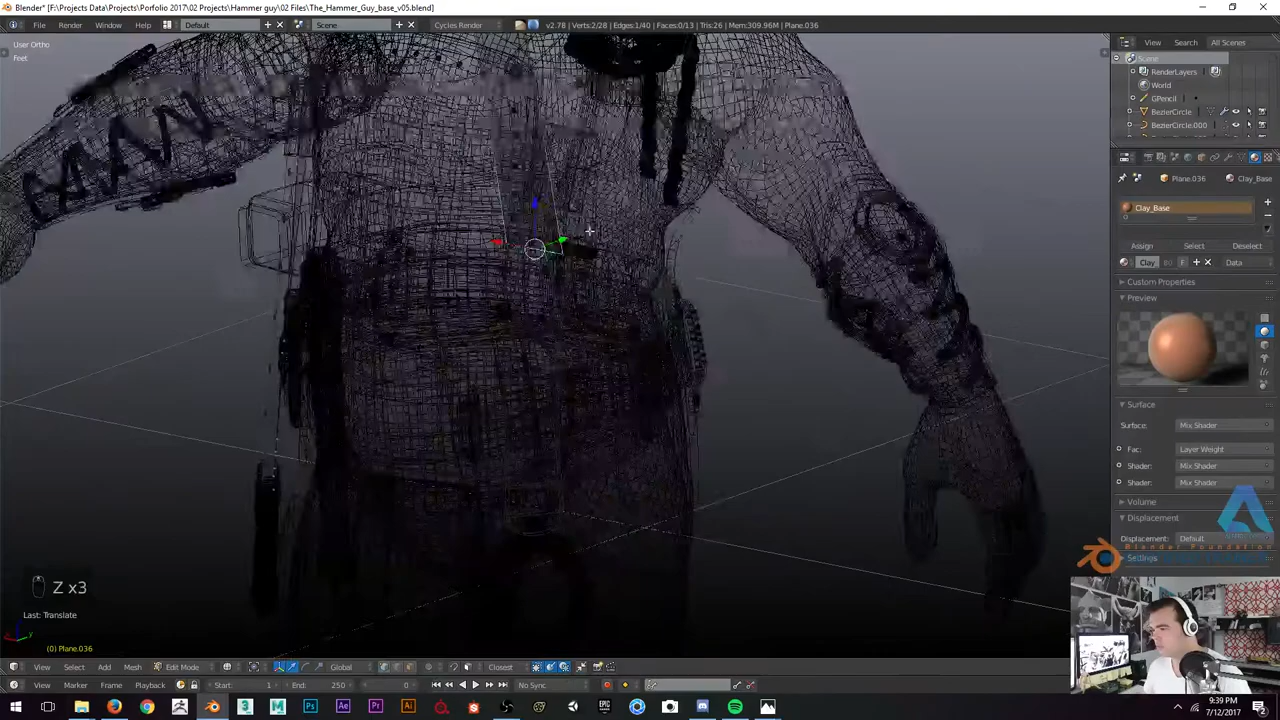 Blender* [F:\Projects Data\Projects\Porfolio 2017\02 Projects\Hammer guy\02 Files\The_Hammer_Guy_base_v05.blend]
File Render Window Help Default Scene Cycles Render v2.78 | Verts:2/28 | Edges:1/40 | Faces:0/13 | Tris:26 | Mem:309.96M | Plane.036
View Search All Scenes
User Ortho
Feet
Scene
RenderLayers
World
GPencil
BezierCircle
BezierCircle.000
Plane.036 Clay_Base
Clay_Base
Assign Select Deselect
Clay F Data
Custom Properties
Preview
Surface
Surface: Mix Shader
Fac: Layer Weight
Shader: Mix Shader
Shader: Mix Shader
Volume
Displacement
Displacement: Default
Blender Foundation
Settings
Z x3
Last: Translate
(0) Plane.036
View Select Add Mesh Edit Mode Global Closest
View Marker Frame Playback Start: 1 End: 250 0 No Sync
9:39 PM
7/12/2017